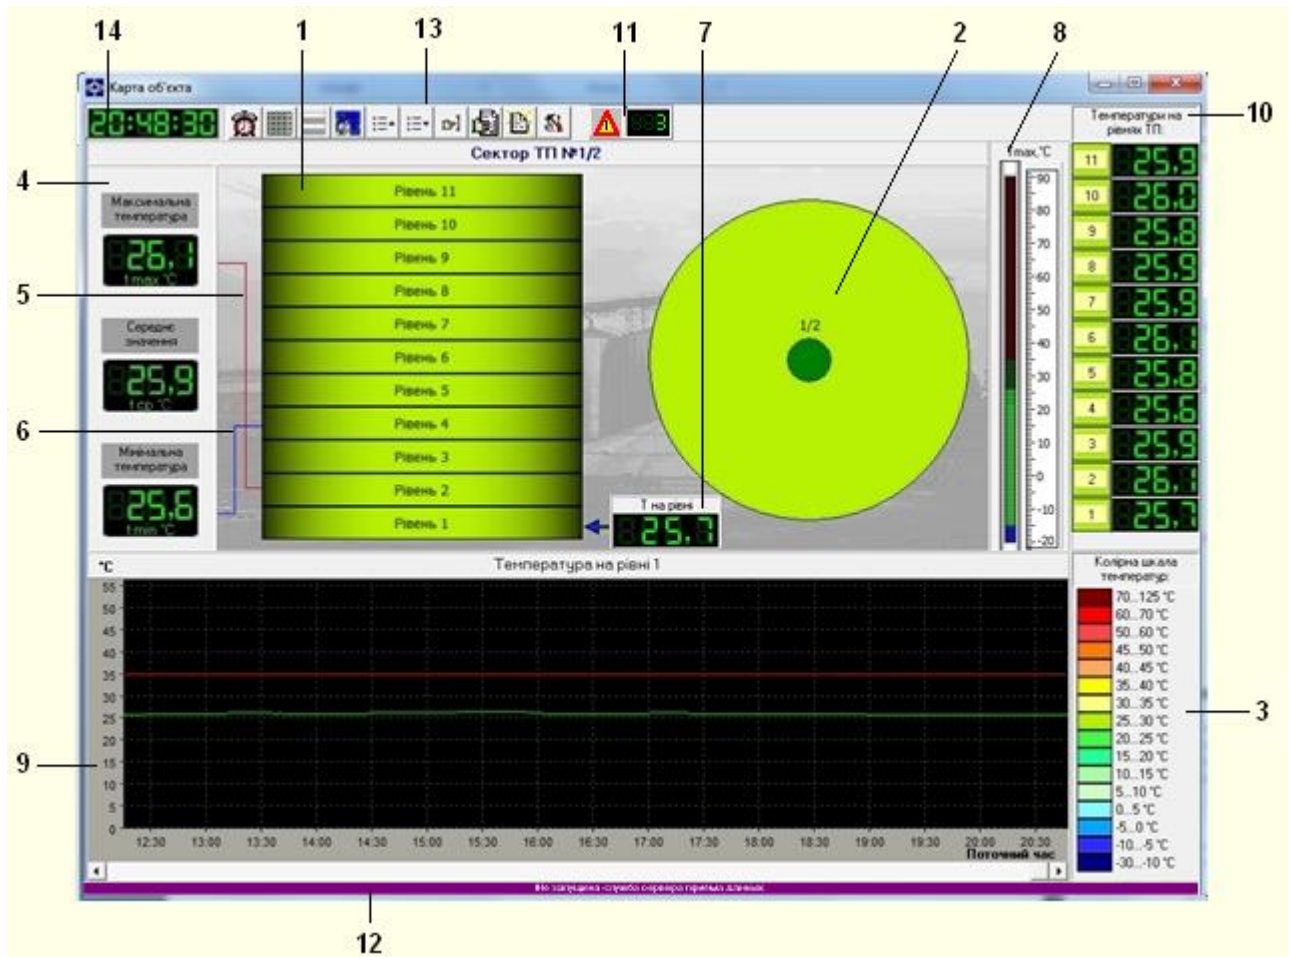 14
1
13
11
7
2
8
Карта об'єкта
20:48:30
3
Температури на
рівнях ТП:
10
Сектор ТП №1/2
t max,°C
4
Максимальна
температура
26,1
t max °C
5
Середнє
значення
25,9
t ср °C
6
Мінімальна
температура
25,6
t min °C
Рівень 11
Рівень 10
Рівень 9
Рівень 8
Рівень 7
Рівень 6
Рівень 5
Рівень 4
Рівень 3
Рівень 2
Рівень 1
Т на рівні
25,7
1/2
90
80
70
60
50
40
30
20
10
0
-10
-20
11 25,9
10 26,0
9 25,8
8 25,9
7 25,9
6 26,1
5 25,8
4 25,6
3 25,9
2 26,1
1 25,7
°C
Температура на рівні 1
55
50
45
40
35
30
25
20
15
10
5
0
9
12:30 13:00 13:30 14:00 14:30 15:00 15:30 16:00 16:30 17:00 17:30 18:00 18:30 19:00 19:30 20:00 20:30
Поточний час
Колірна шкала
температур:
70...125 °C
60...70 °C
50...60 °C
45...50 °C
40...45 °C
35...40 °C
30...35 °C
25...30 °C
20...25 °C
15...20 °C
10...15 °C
5...10 °C
0...5 °C
-5...0 °C
-10...-5 °C
-30...-10 °C
3
Не запущена служба сервера приема данных
12